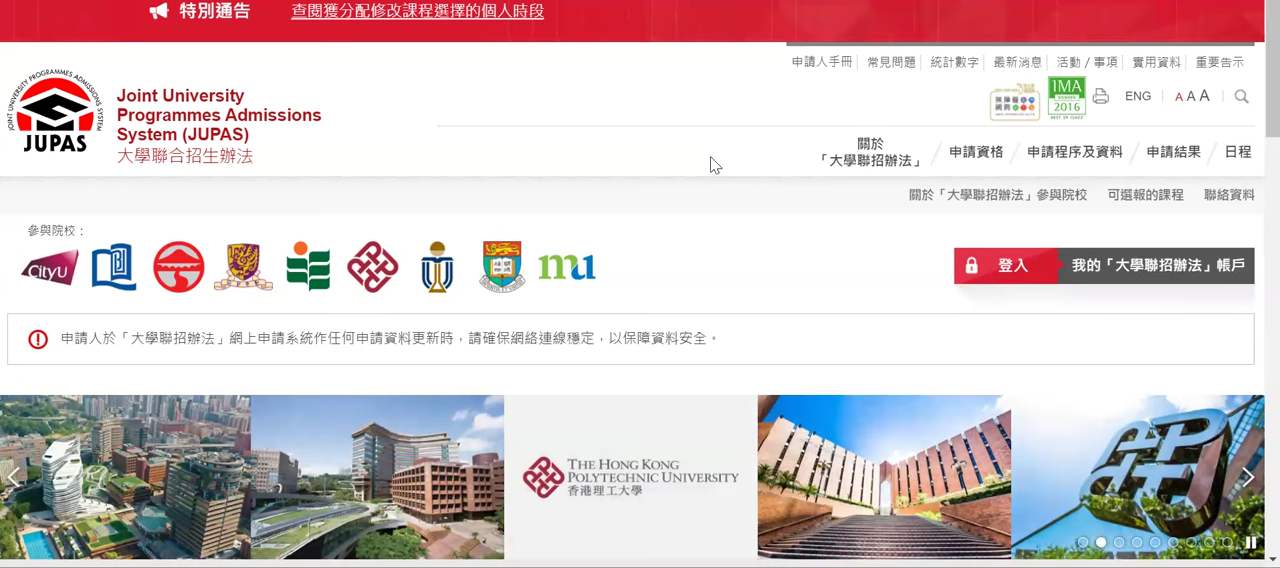 特別通告
查閱獲分配修改課程選擇的個人時段
申請人手冊
常見問題
統計數字
最新消息
活動 / 事項
實用資料
重要告示
JOINT UNIVERSITY PROGRAMMES ADMISSIONS SYSTEM
JUPAS
Joint University
Programmes Admissions
System (JUPAS)
大學聯合招生辦法
IMA
2016
ENG
A A A
關於
「大學聯招辦法」
申請資格
申請程序及資料
申請結果
日程
關於「大學聯招辦法」參與院校
可選報的課程
聯絡資料
參與院校：
CityU
mu
登入
我的「大學聯招辦法」帳戶
申請人於「大學聯招辦法」網上申請系統作任何申請資料更新時，請確保網絡連線穩定，以保障資料安全。
THE HONG KONG
POLYTECHNIC UNIVERSITY
香港理工大學